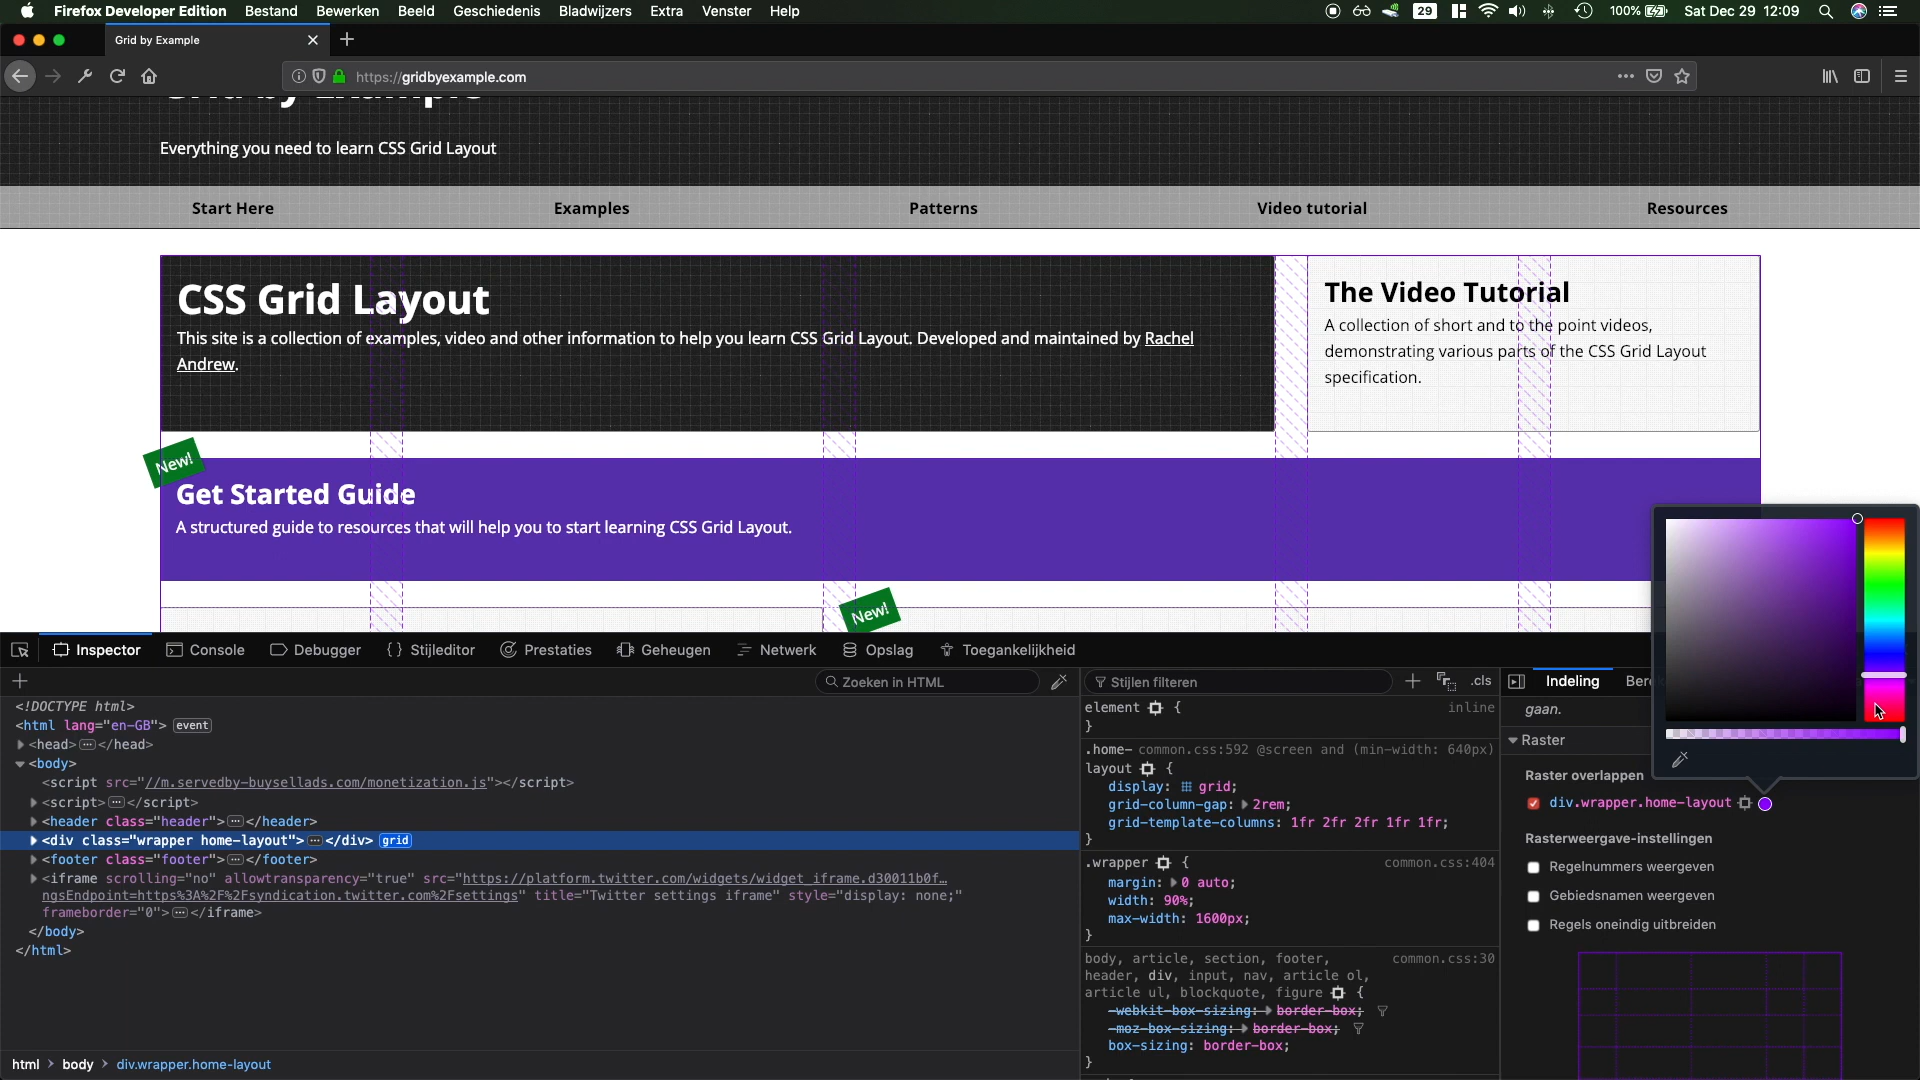 Firefox Developer Edition Bestand Bewerken Beeld Geschiedenis Bladwijzers Extra Venster Help 29 100% Sat Dec 29 12:09
Grid by Example
https://gridbyexample.com
Grid by Example
Everything you need to learn CSS Grid Layout
Start Here Examples Patterns Video tutorial Resources
CSS Grid Layout
This site is a collection of examples, video and other information to help you learn CSS Grid Layout. Developed and maintained by Rachel
Andrew.
The Video Tutorial
A collection of short and to the point videos,
demonstrating various parts of the CSS Grid Layout
specification.
New!
Get Started Guide
A structured guide to resources that will help you to start learning CSS Grid Layout.
New!
Inspector Console Debugger Stijleditor Prestaties Geheugen Netwerk Opslag Toegankelijkheid
Zoeken in HTML
<!DOCTYPE html>
<html lang="en-GB"> event
<head> </head>
<body>
<script src="//m.servedby-buysellads.com/monetization.js"></script>
<script> </script>
<header class="header"> </header>
<div class="wrapper home-layout"> </div> grid
<footer class="footer"> </footer>
<iframe scrolling="no" allowtransparency="true" src="https://platform.twitter.com/widgets/widget_iframe.d30011b0f…
ngsEndpoint=https%3A%2F%2Fsyndication.twitter.com%2Fsettings" title="Twitter settings iframe" style="display: none;"
frameborder="0"> </iframe>
</body>
</html>
html body div.wrapper.home-layout
Stijlen filteren .cls
element { inline
}
.home- common.css:592 @screen and (min-width: 640px)
layout {
display: grid;
grid-column-gap: 2rem;
grid-template-columns: 1fr 2fr 2fr 1fr 1fr;
}
.wrapper { common.css:404
margin: 0 auto;
width: 90%;
max-width: 1600px;
}
body, article, section, footer, common.css:30
header, div, input, nav, article ol,
article ul, blockquote, figure {
-webkit-box-sizing: border-box;
-moz-box-sizing: border-box;
box-sizing: border-box;
}
Indeling
gaan.
Raster
Raster overlappen
div.wrapper.home-layout
Rasterweergave-instellingen
Regelnummers weergeven
Gebiedsnamen weergeven
Regels oneindig uitbreiden